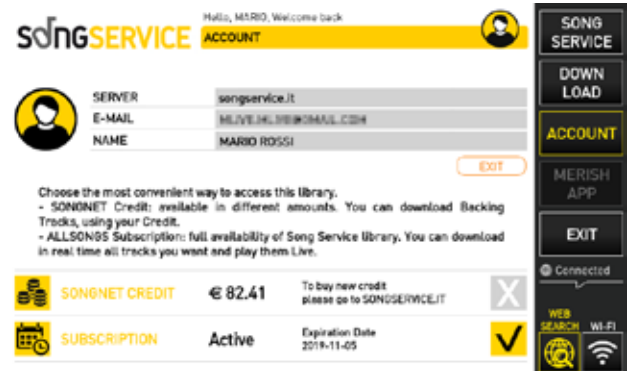 Hello, MARIO, Welcome back
SONGSERVICE ACCOUNT
SERVER songservice.it
E-MAIL
NAME MARIO ROSSI
EXIT
Choose the most convenient way to access this library.
- SONGNET Credit: available in different amounts. You can download Backing
Tracks, using your Credit.
- ALLSONGS Subscription: full availability of Song Service library. You can download
in real time all tracks you want and play them Live.
SONGNET CREDIT € 82.41 To buy new credit
please go to SONGSERVICE.IT
X
SUBSCRIPTION Active Expiration Date
2019-11-05
SONG
SERVICE
DOWN
LOAD
ACCOUNT
MERISH
APP
EXIT
Connected
WEB
SEARCH WI-FI